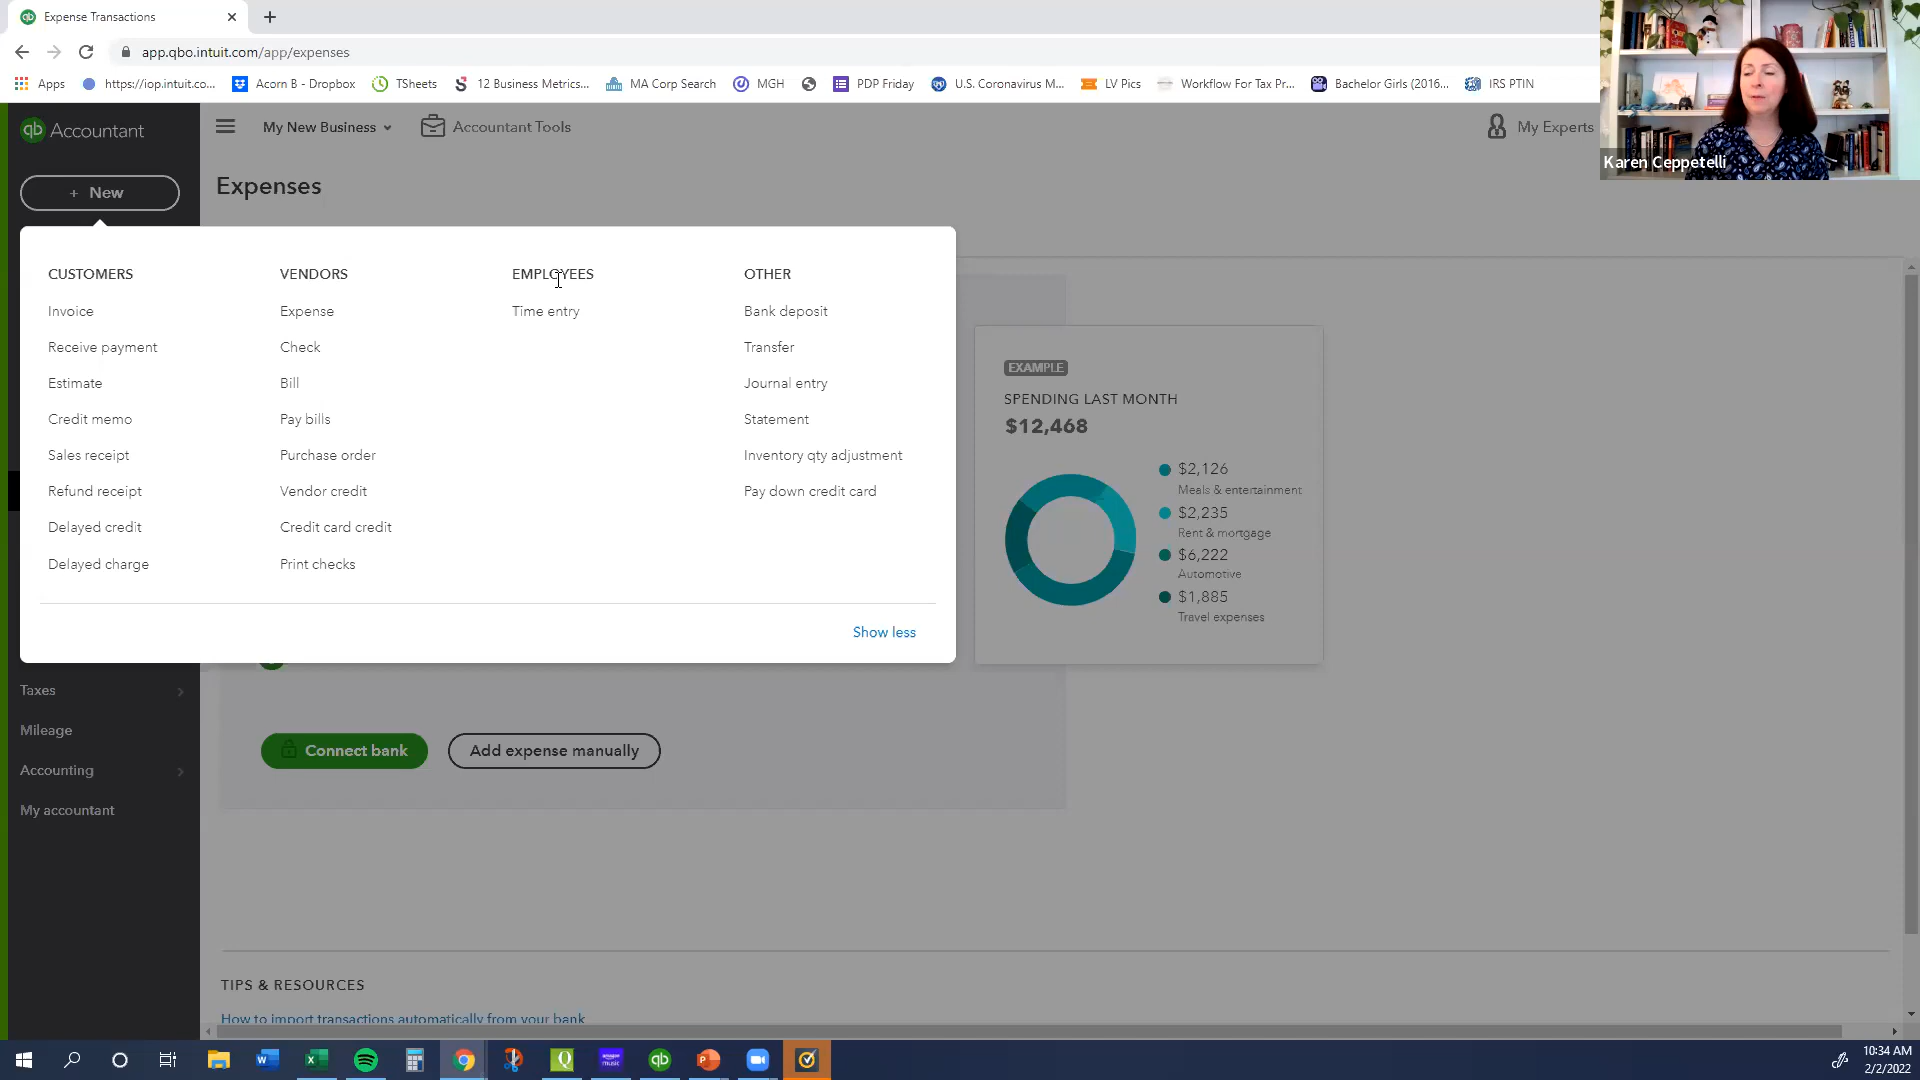 Expense Transactions
app.qbo.intuit.com/app/expenses
Apps
https://iop.intuit.co...
Acorn B - Dropbox
TSheets
12 Business Metrics...
MA Corp Search
MGH
PDP Friday
U.S. Coronavirus M...
LV Pics
Workflow For Tax Pr...
Bachelor Girls (2016...
IRS PTIN
qb Accountant
My New Business
Accountant Tools
My Experts
Karen Ceppetelli
+ New
Expenses
CUSTOMERS
Invoice
Receive payment
Estimate
Credit memo
Sales receipt
Refund receipt
Delayed credit
Delayed charge
VENDORS
Expense
Check
Bill
Pay bills
Purchase order
Vendor credit
Credit card credit
Print checks
EMPLOYEES
Time entry
OTHER
Bank deposit
Transfer
Journal entry
Statement
Inventory qty adjustment
Pay down credit card
Show less
EXAMPLE
SPENDING LAST MONTH
$12,468
$2,126
Meals & entertainment
$2,235
Rent & mortgage
$6,222
Automotive
$1,885
Travel expenses
Taxes
Mileage
Accounting
My accountant
Connect bank
Add expense manually
TIPS & RESOURCES
How to import transactions automatically from your bank
10:34 AM
2/2/2022